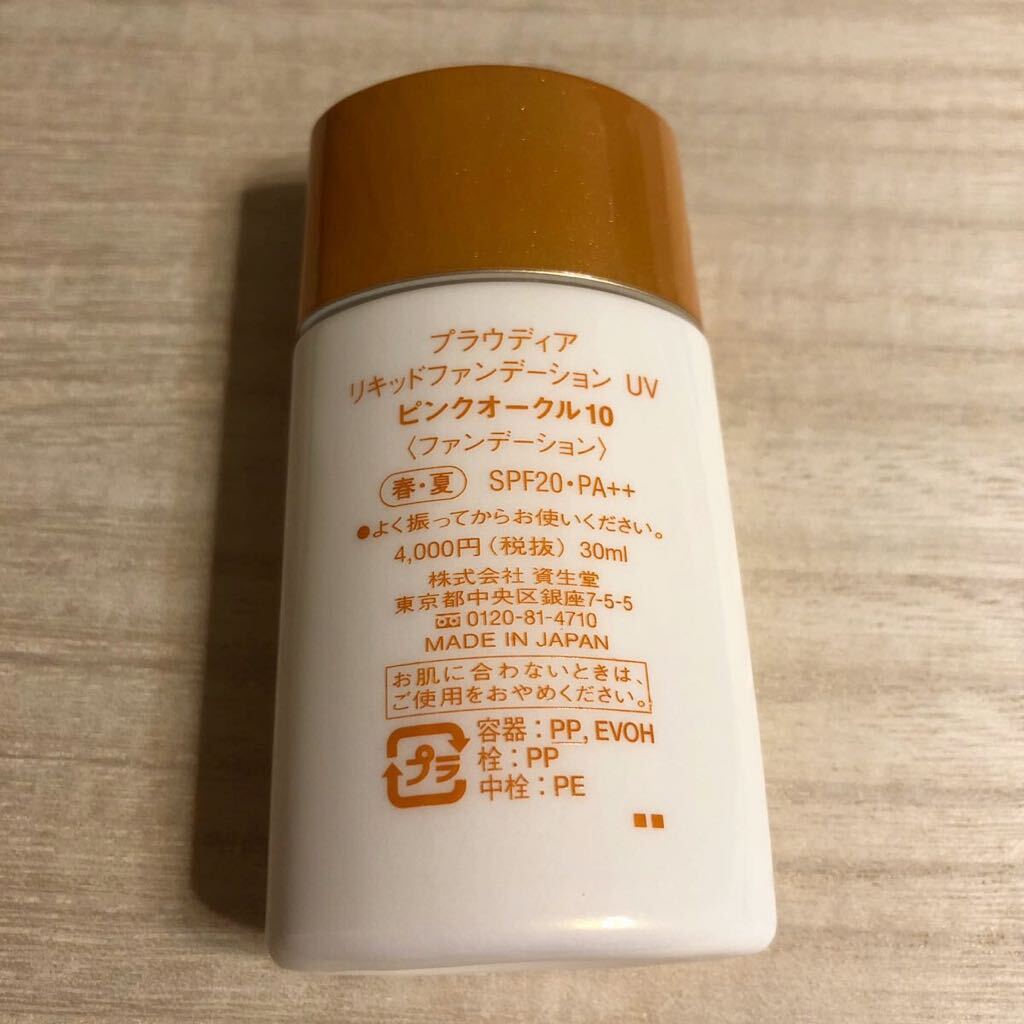 プラウディア
リキッドファンデーション UV
ピンクオークル10
〈ファンデーション〉
春・夏 SPF20・PA++
●よく振ってからお使いください。
4,000円（税抜）30ml
株式会社 資生堂
東京都中央区銀座7-5-5
0120-81-4710
MADE IN JAPAN
お肌に合わないときは、
ご使用をおやめください。
プラ
容器：PP, EVOH
栓：PP
中栓：PE